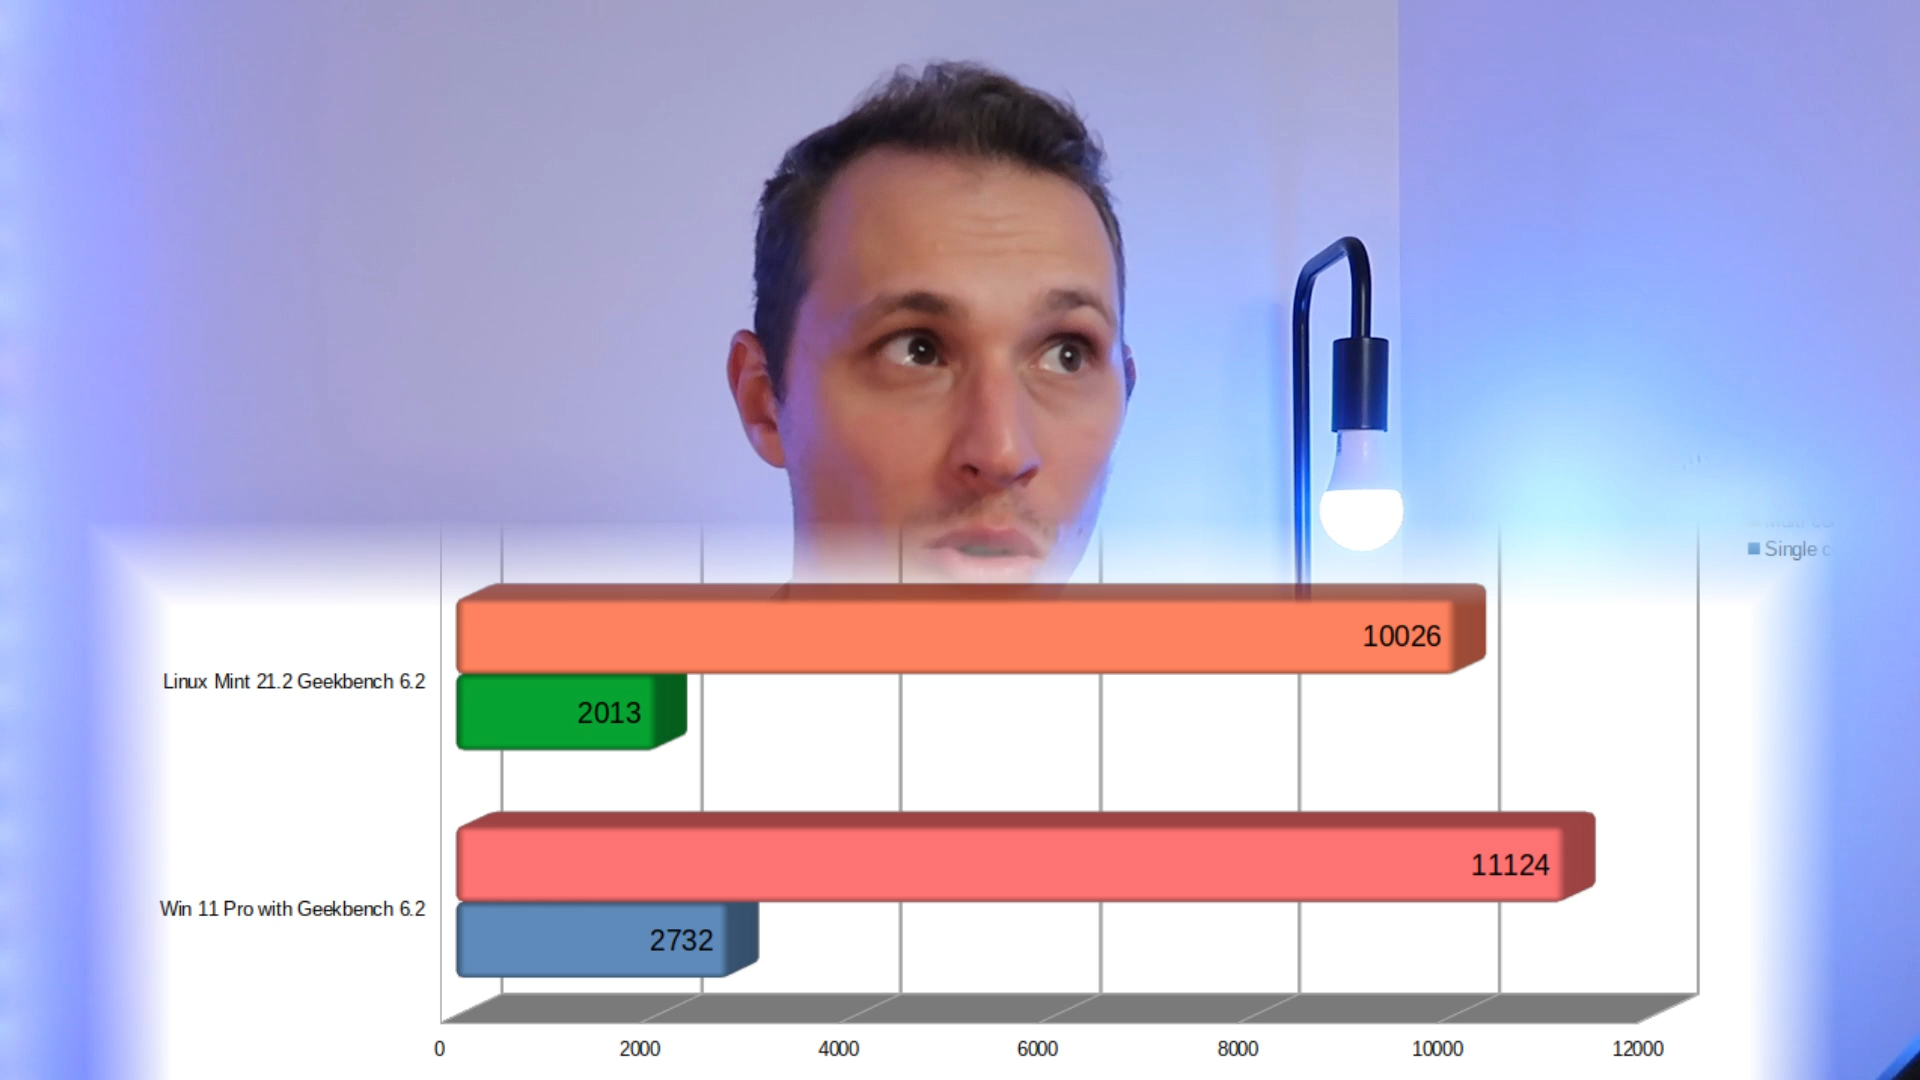 Single
10026
Linux Mint 21.2 Geekbench 6.2
2013
11124
Win 11 Pro with Geekbench 6.2
2732
0 2000 4000 6000 8000 10000 12000